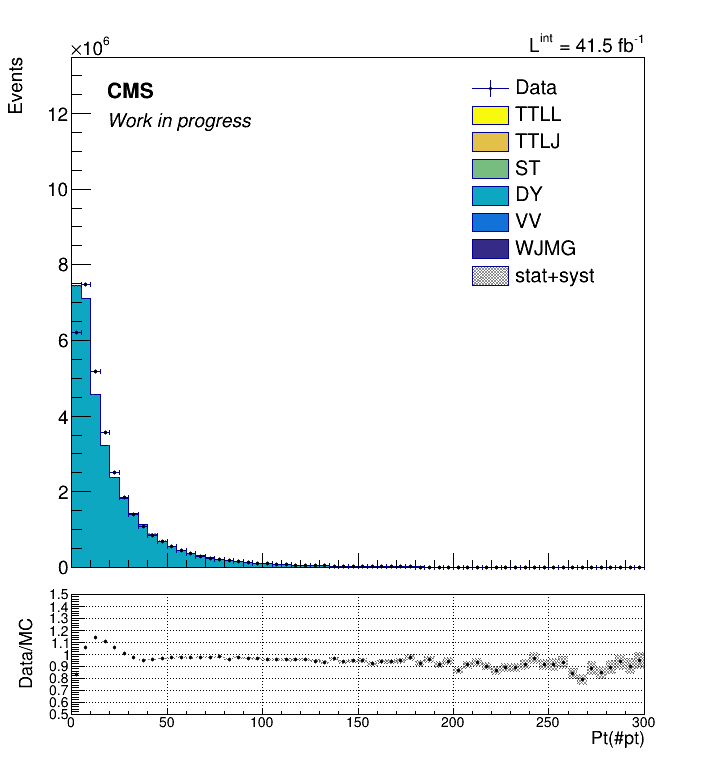 ×10⁶
L^int = 41.5 fb⁻¹
Events
CMS
Work in progress
Data
TTLL
TTLJ
ST
DY
VV
WJMG
stat+syst
12
10
8
6
4
2
0
Data/MC
1.5
1.4
1.3
1.2
1.1
1
0.9
0.8
0.7
0.6
0.5
0 50 100 150 200 250 300
Pt(#pt)